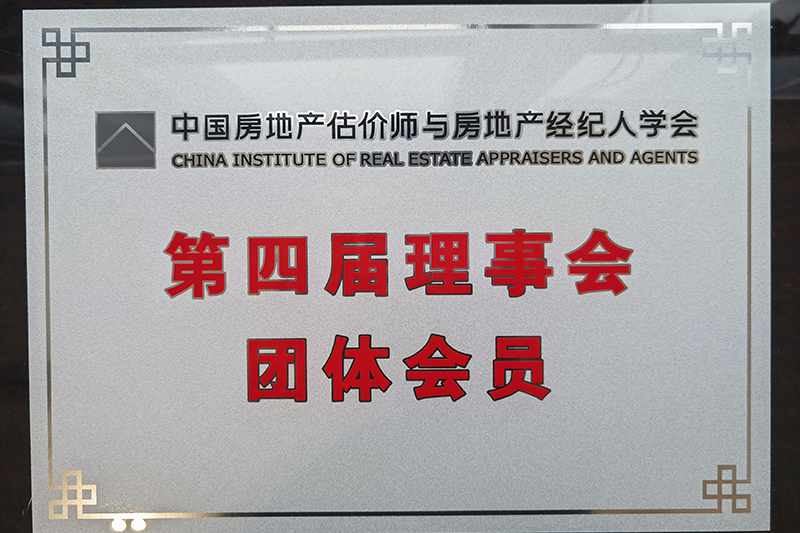 中国房地产估价师与房地产经纪人学会
CHINA INSTITUTE OF REAL ESTATE APPRAISERS AND AGENTS
第四届理事会
团体会员